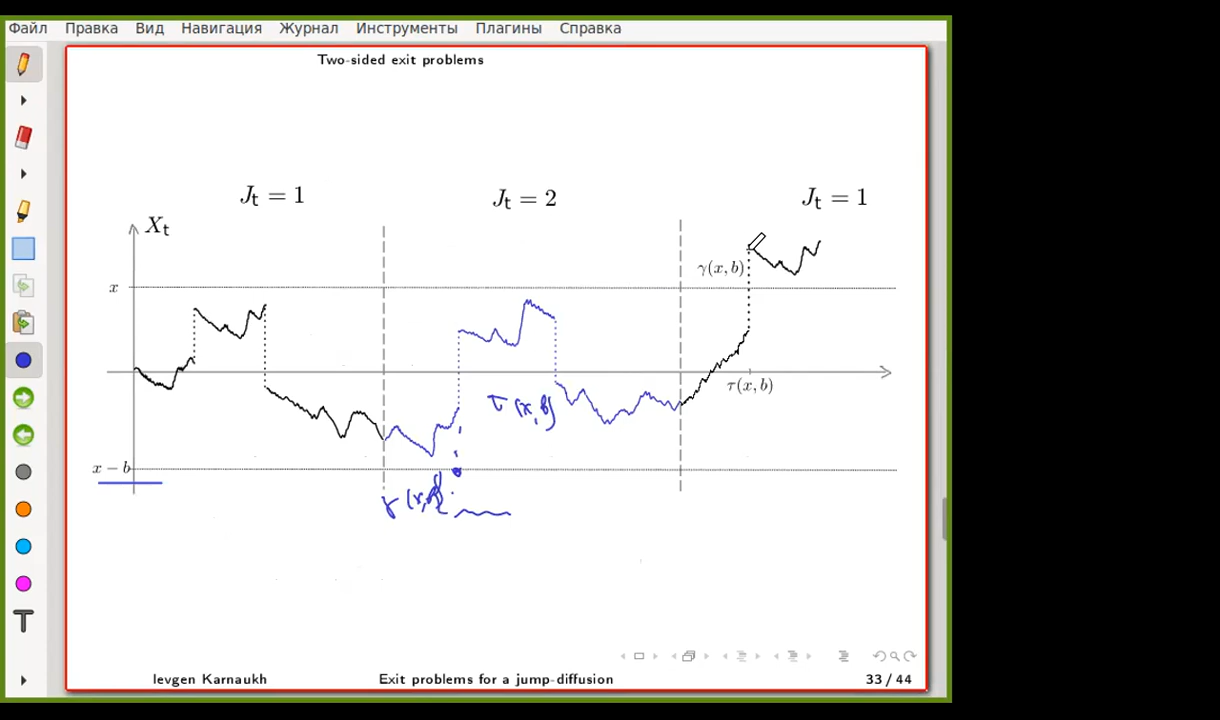 Файл Правка Вид Навигация Журнал Инструменты Плагины Справка
Two-sided exit problems
J_t = 1 J_t = 2 J_t = 1
X_t
γ(x, b)
x
τ(x, b)
τ(x, b)
x − b
γ(x, b)
T
Ievgen Karnaukh Exit problems for a jump-diffusion 33 / 44